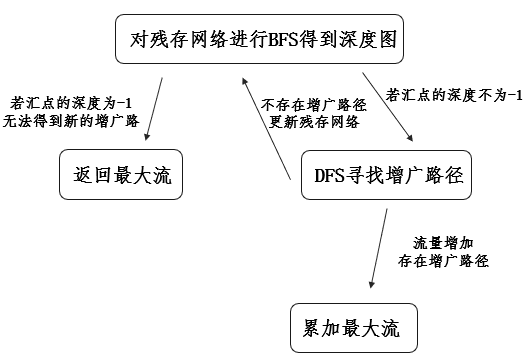 对残存网络进行BFS得到深度图
若汇点的深度为-1
无法得到新的增广路
不存在增广路径
更新残存网络
若汇点的深度不为-1
返回最大流
DFS寻找增广路径
流量增加
存在增广路径
累加最大流